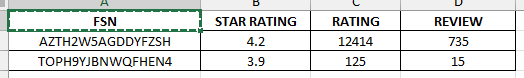 A B C D
FSN STAR RATING RATING REVIEW
AZTH2W5AGDDYFZSH 4.2 12414 735
TOPH9YJBNWQFHEN4 3.9 125 15